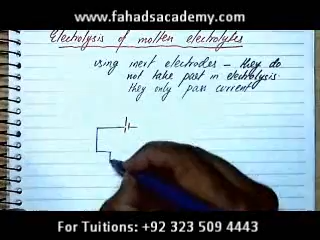 www.fahadsacademy.com
Electrolysis of molten electrolytes
using inert electrodes – they do
not take part in electrolysis.
they only pass current
For Tuitions: +92 323 509 4443